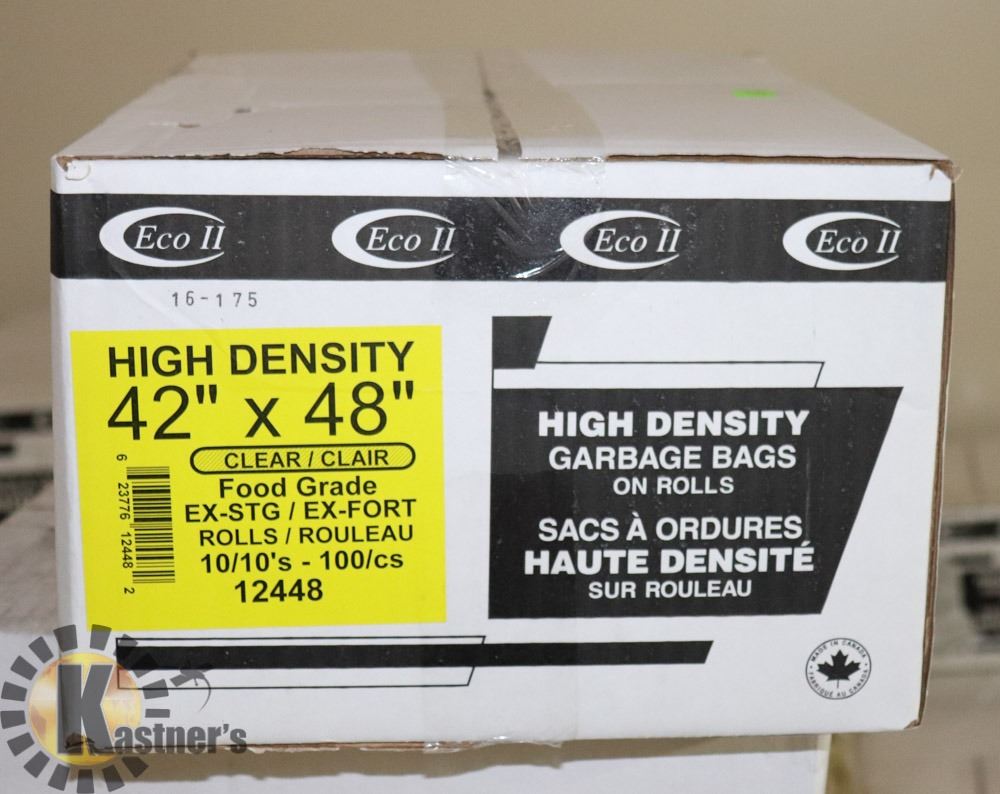 Eco II Eco II Eco II Eco II
16-175
HIGH DENSITY
42" x 48"
CLEAR / CLAIR
Food Grade
EX-STG / EX-FORT
ROLLS / ROULEAU
10/10's - 100/cs
12448
6 23776 12448 2
HIGH DENSITY
GARBAGE BAGS
ON ROLLS
SACS À ORDURES
HAUTE DENSITÉ
SUR ROULEAU
MADE IN CANADA
FABRIQUÉ AU CANADA
Kastner's